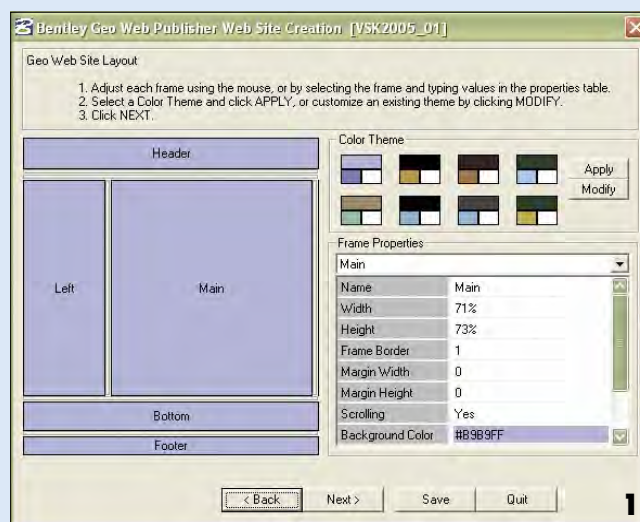 Bentley Geo Web Publisher Web Site Creation [VSK2005_01]
Geo Web Site Layout
1. Adjust each frame using the mouse, or by selecting the frame and typing values in the properties table.
2. Select a Color Theme and click APPLY, or customize an existing theme by clicking MODIFY.
3. Click NEXT.
Header
Left
Main
Bottom
Footer
Color Theme
Apply
Modify
Frame Properties
Main
Name Main
Width 71%
Height 73%
Frame Border 1
Margin Width 0
Margin Height 0
Scrolling Yes
Background Color #B9B9FF
< Back Next > Save Quit
1